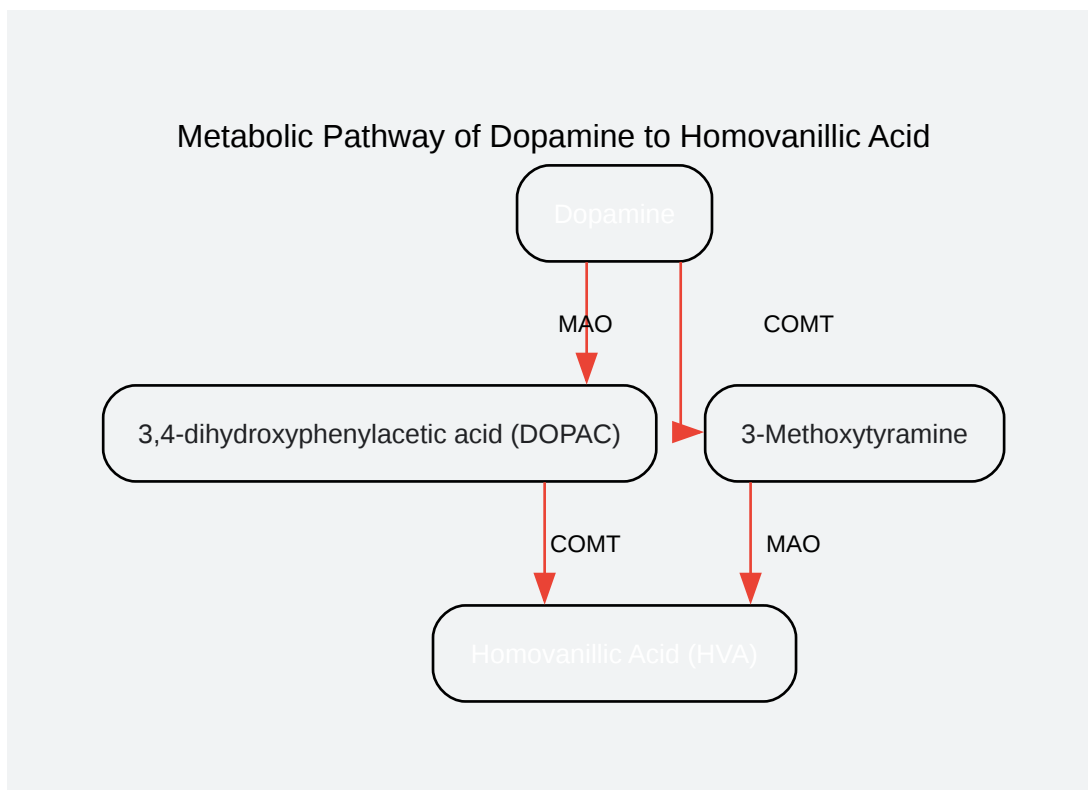 Metabolic Pathway of Dopamine to Homovanillic Acid
Dopamine
MAO
COMT
3,4-dihydroxyphenylacetic acid (DOPAC)
3-Methoxytyramine
COMT
MAO
Homovanillic Acid (HVA)